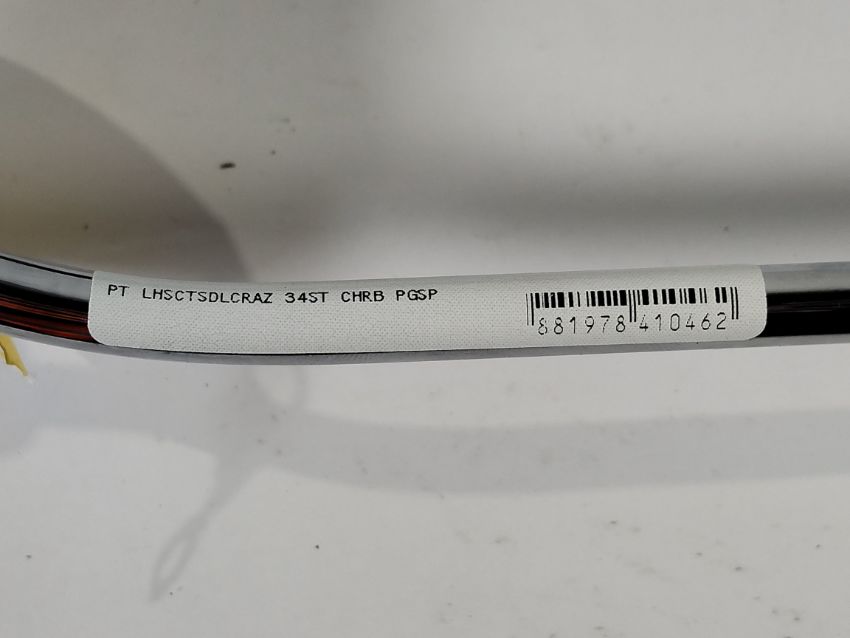 PT LHSCTSDLCRAZ 34ST CHRB PGSP
881978 410462